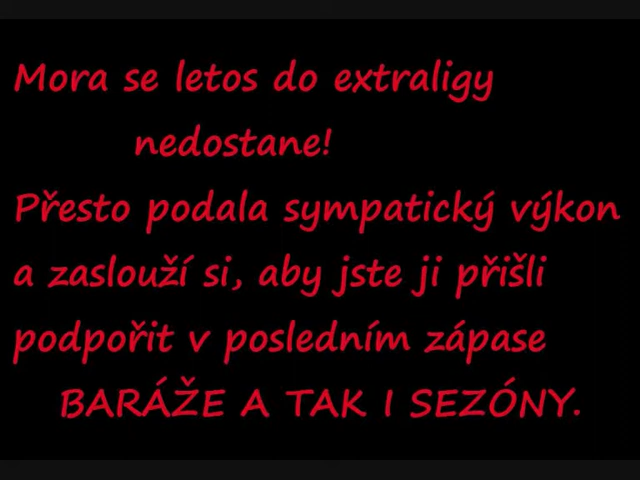 Mora se letos do extraligy
nedostane!
Přesto podala sympatický výkon
a zaslouží si, aby jste ji přišli
podpořit v posledním zápase
BARÁŽE A TAK I SEZÓNY.